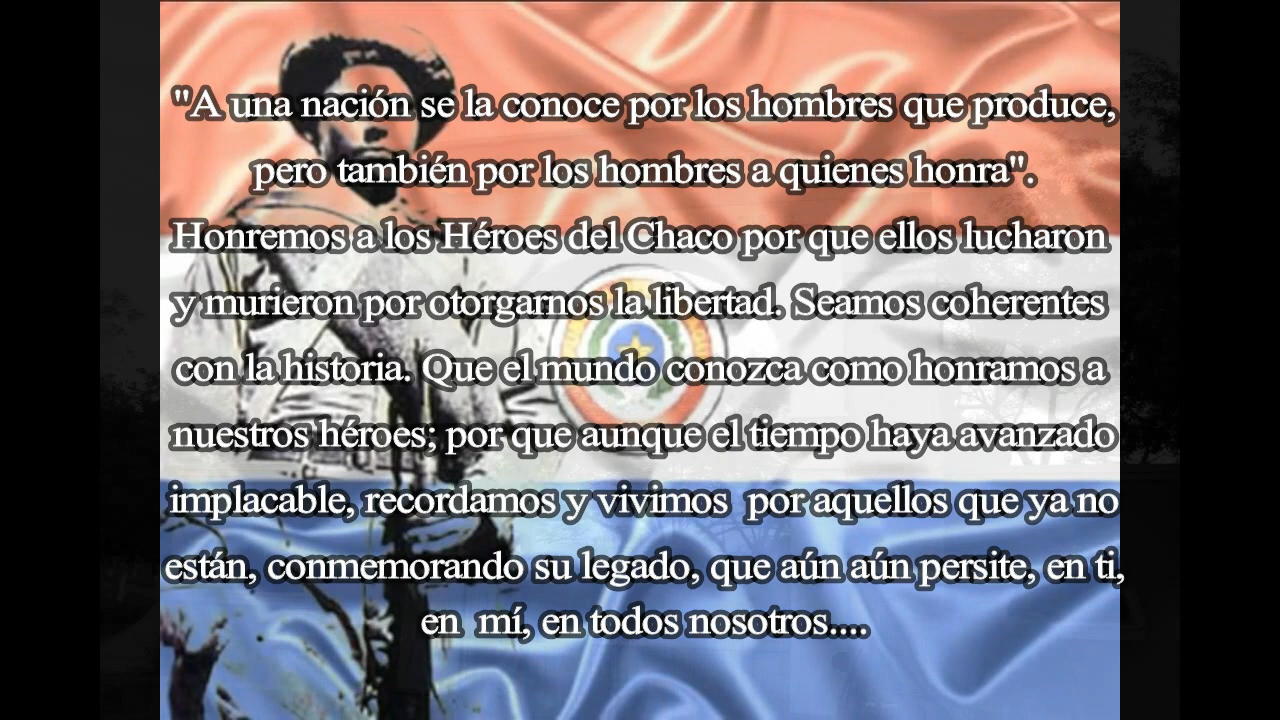 "A una nación se la conoce por los hombres que produce,
pero también por los hombres a quienes honra".
Honremos a los Héroes del Chaco por que ellos lucharon
y murieron por otorgarnos la libertad. Seamos coherentes
con la historia. Que el mundo conozca como honramos a
nuestros héroes; por que aunque el tiempo haya avanzado
implacable, recordamos y vivimos  por aquellos que ya no
están, conmemorando su legado, que aún aún persite, en ti,
en  mí, en todos nosotros....